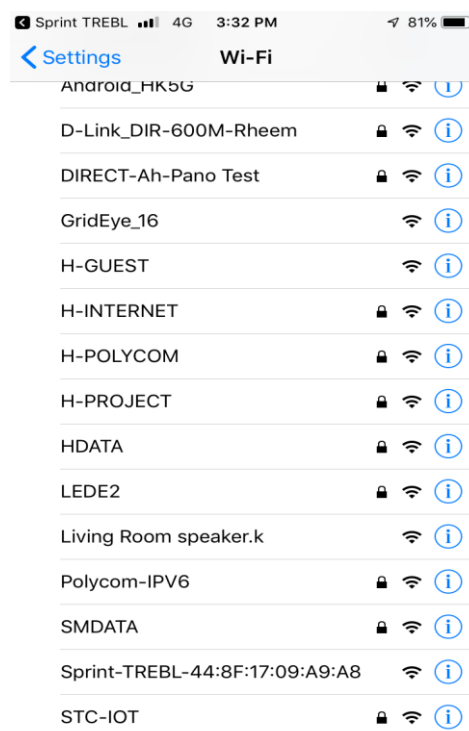 Sprint TREBL 4G 3:32 PM 81%
Settings Wi-Fi
Android_HK5G
D-Link_DIR-600M-Rheem
DIRECT-Ah-Pano Test
GridEye_16
H-GUEST
H-INTERNET
H-POLYCOM
H-PROJECT
HDATA
LEDE2
Living Room speaker.k
Polycom-IPV6
SMDATA
Sprint-TREBL-44:8F:17:09:A9:A8
STC-IOT